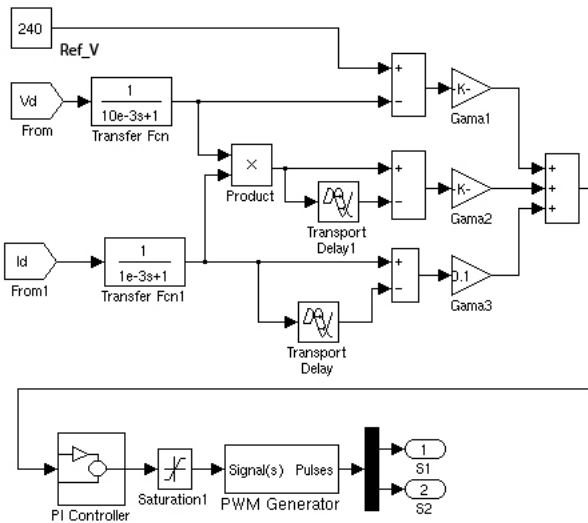 240
Ref_V
+
−
-K-
Gama1
Vd
From
1
10e-3s+1
Transfer Fcn
×
Product
+
−
-K-
Gama2
+
+
+
Transport
Delay1
Id
From1
1
1e-3s+1
Transfer Fcn1
+
−
0.1
Gama3
Transport
Delay
PI Controller
Saturation1
Signal(s) Pulses
PWM Generator
1
S1
2
S2